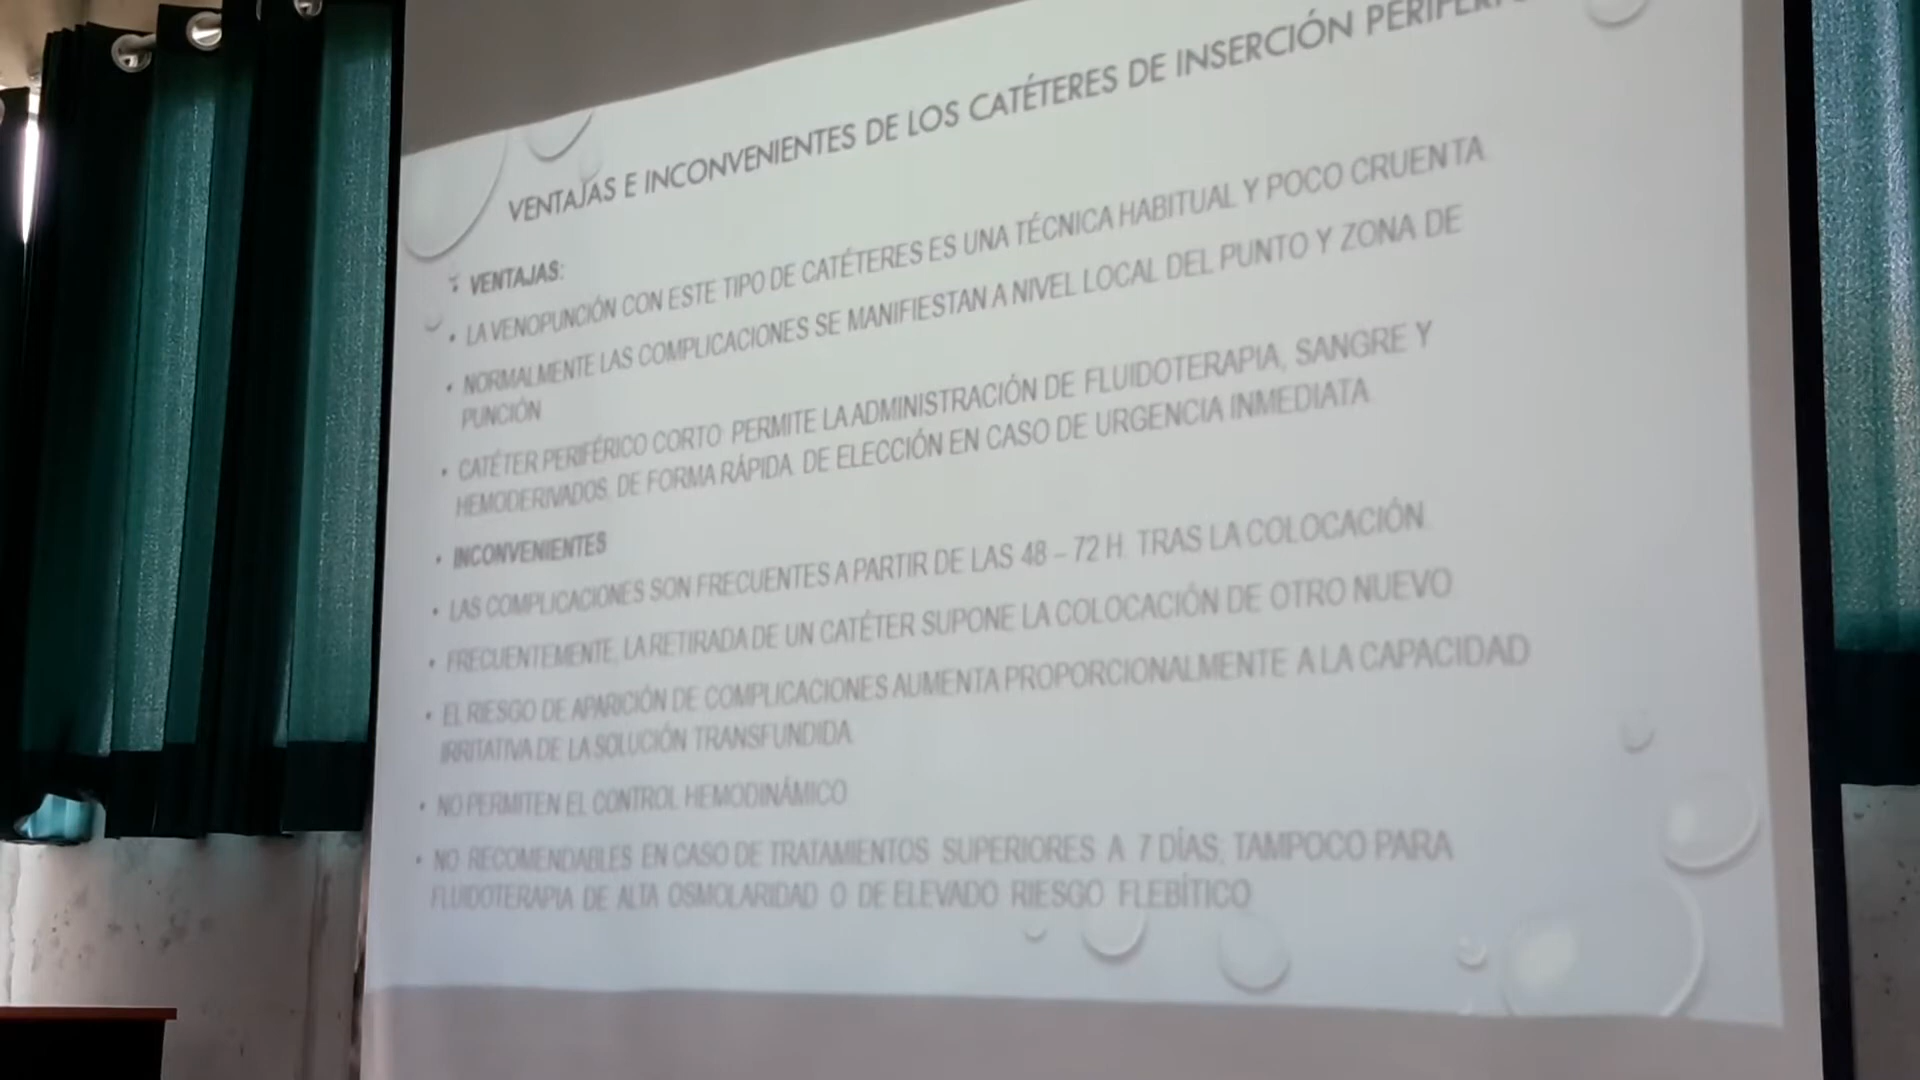 VENTAJAS E INCONVENIENTES DE LOS CATÉTERES DE INSERCIÓN
VENTAJAS:
• LA VENOPUNCIÓN CON ESTE TIPO DE CATÉTERES ES UNA TÉCNICA HABITUAL Y POCO CRUENTA
• NORMALMENTE LAS COMPLICACIONES SE MANIFIESTAN A NIVEL LOCAL DEL PUNTO Y ZONA DE
PUNCIÓN
• CATÉTER PERIFÉRICO CORTO PERMITE LA ADMINISTRACIÓN DE FLUIDOTERAPIA, SANGRE Y
HEMODERIVADOS, DE FORMA RÁPIDA. DE ELECCIÓN EN CASO DE URGENCIA INMEDIATA
• INCONVENIENTES
• LAS COMPLICACIONES SON FRECUENTES A PARTIR DE LAS 48 – 72 H. TRAS LA COLOCACIÓN.
• FRECUENTEMENTE, LA RETIRADA DE UN CATÉTER SUPONE LA COLOCACIÓN DE OTRO NUEVO
• EL RIESGO DE APARICIÓN DE COMPLICACIONES AUMENTA PROPORCIONALMENTE A LA CAPACIDAD
IRRITATIVA DE LA SOLUCIÓN TRANSFUNDIDA
• NO PERMITEN EL CONTROL HEMODINÁMICO
• NO RECOMENDABLES EN CASO DE TRATAMIENTOS SUPERIORES A 7 DÍAS; TAMPOCO PARA
FLUIDOTERAPIA DE ALTA OSMOLARIDAD O DE ELEVADO RIESGO FLEBÍTICO